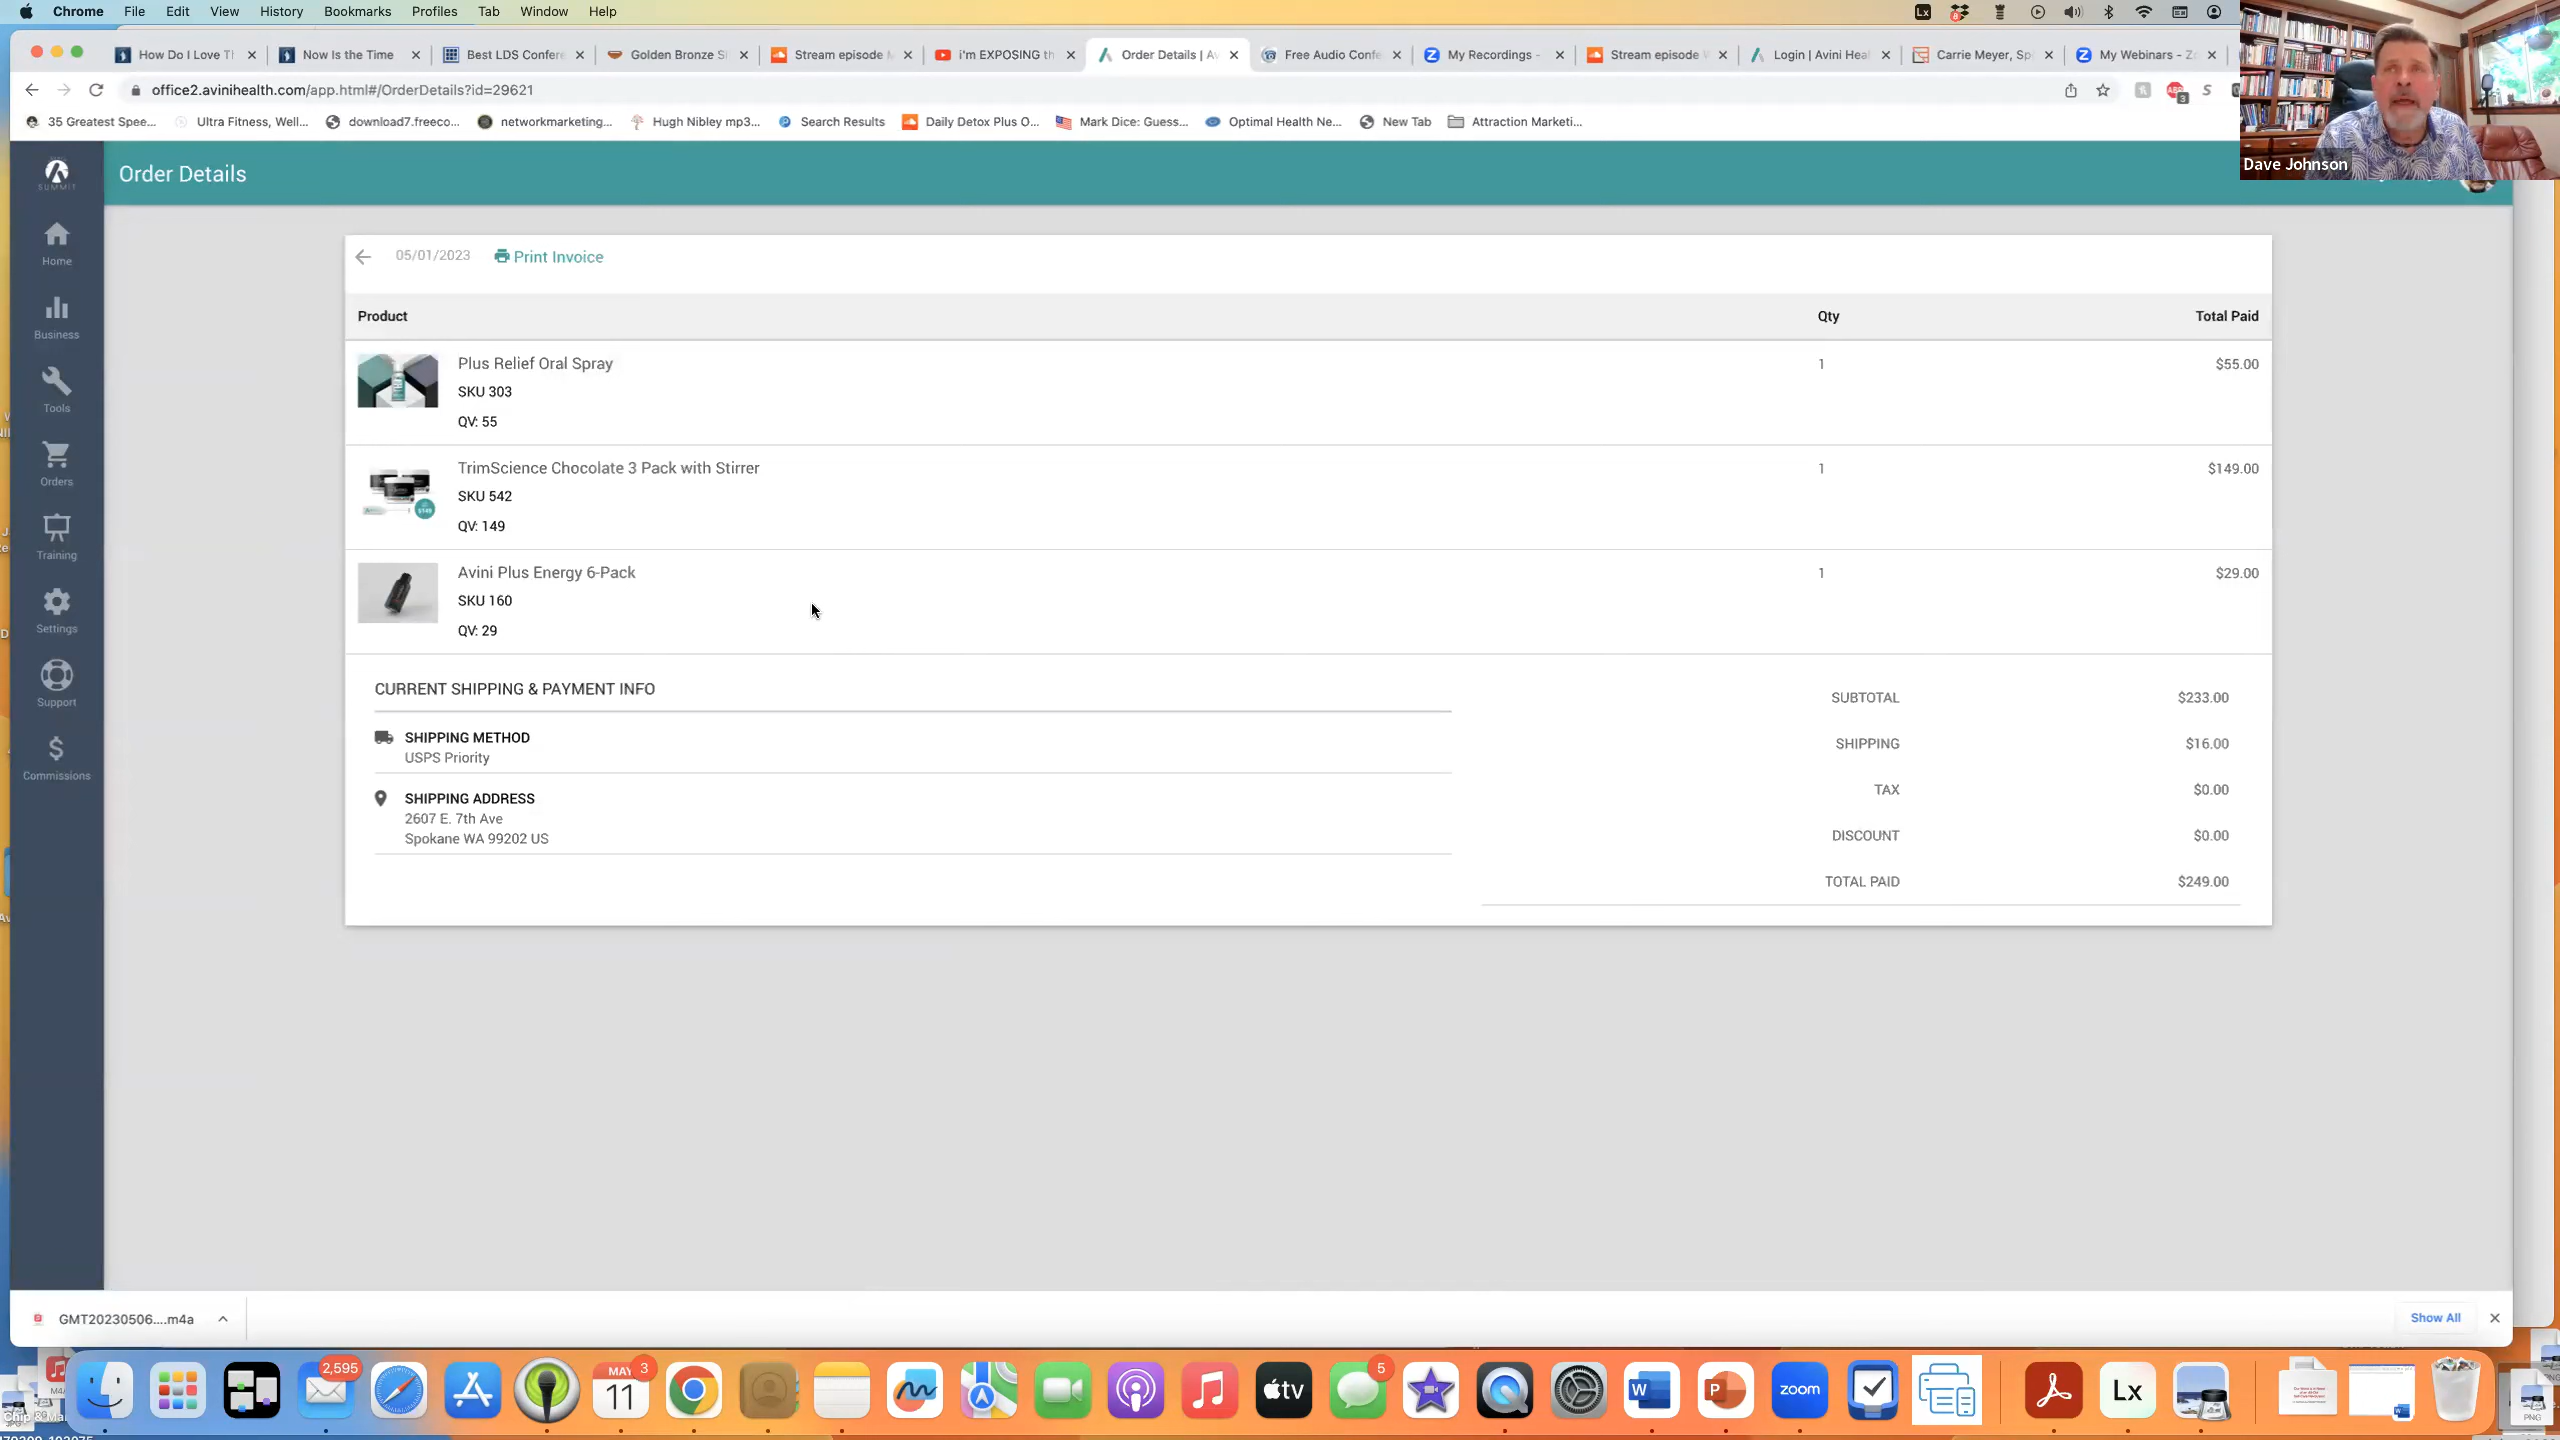 Chrome File Edit View History Bookmarks Profiles Tab Window Help
How Do I Love Th
Now Is the Time
Best LDS Confere
Golden Bronze S
Stream episode
i'm EXPOSING th
Order Details | Av
Free Audio Confe
My Recordings -
Stream episode
Login | Avini Heal
Carrie Meyer, Sp
My Webinars - Z
office2.avinihealth.com/app.html#/OrderDetails?id=29621
35 Greatest Spee...
Ultra Fitness, Well...
download7.freeco...
networkmarketing...
Hugh Nibley mp3...
Search Results
Daily Detox Plus O...
Mark Dice: Guess...
Optimal Health Ne...
New Tab
Attraction Marketi...
Dave Johnson
SUMMIT
Order Details
Home
Business
Tools
Orders
Training
Settings
Support
Commissions
05/01/2023 Print Invoice
Product Qty Total Paid
Plus Relief Oral Spray 1 $55.00
SKU 303
QV: 55
TrimScience Chocolate 3 Pack with Stirrer 1 $149.00
SKU 542
QV: 149
Avini Plus Energy 6-Pack 1 $29.00
SKU 160
QV: 29
CURRENT SHIPPING & PAYMENT INFO
SHIPPING METHOD
USPS Priority
SHIPPING ADDRESS
2607 E. 7th Ave
Spokane WA 99202 US
SUBTOTAL $233.00
SHIPPING $16.00
TAX $0.00
DISCOUNT $0.00
TOTAL PAID $249.00
GMT20230506....m4a
Show All
2,595
MAY 3
11
tv
5
W
P
zoom
Lx
PNG